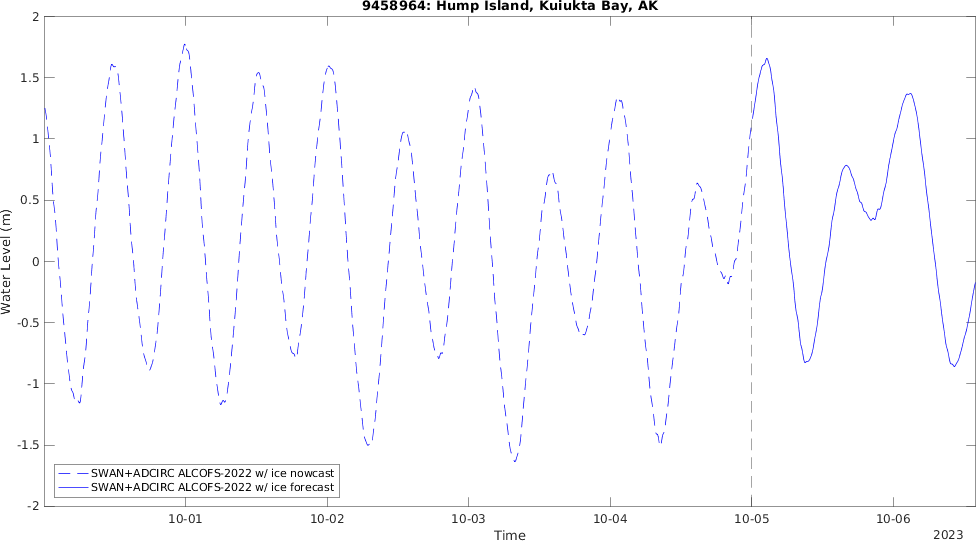 9458964: Hump Island, Kuiukta Bay, AK
2
1.5
1
0.5
0
-0.5
-1
-1.5
-2
Water Level (m)
SWAN+ADCIRC ALCOFS-2022 w/ ice nowcast
SWAN+ADCIRC ALCOFS-2022 w/ ice forecast
10-01 10-02 10-03 10-04 10-05 10-06
Time
2023